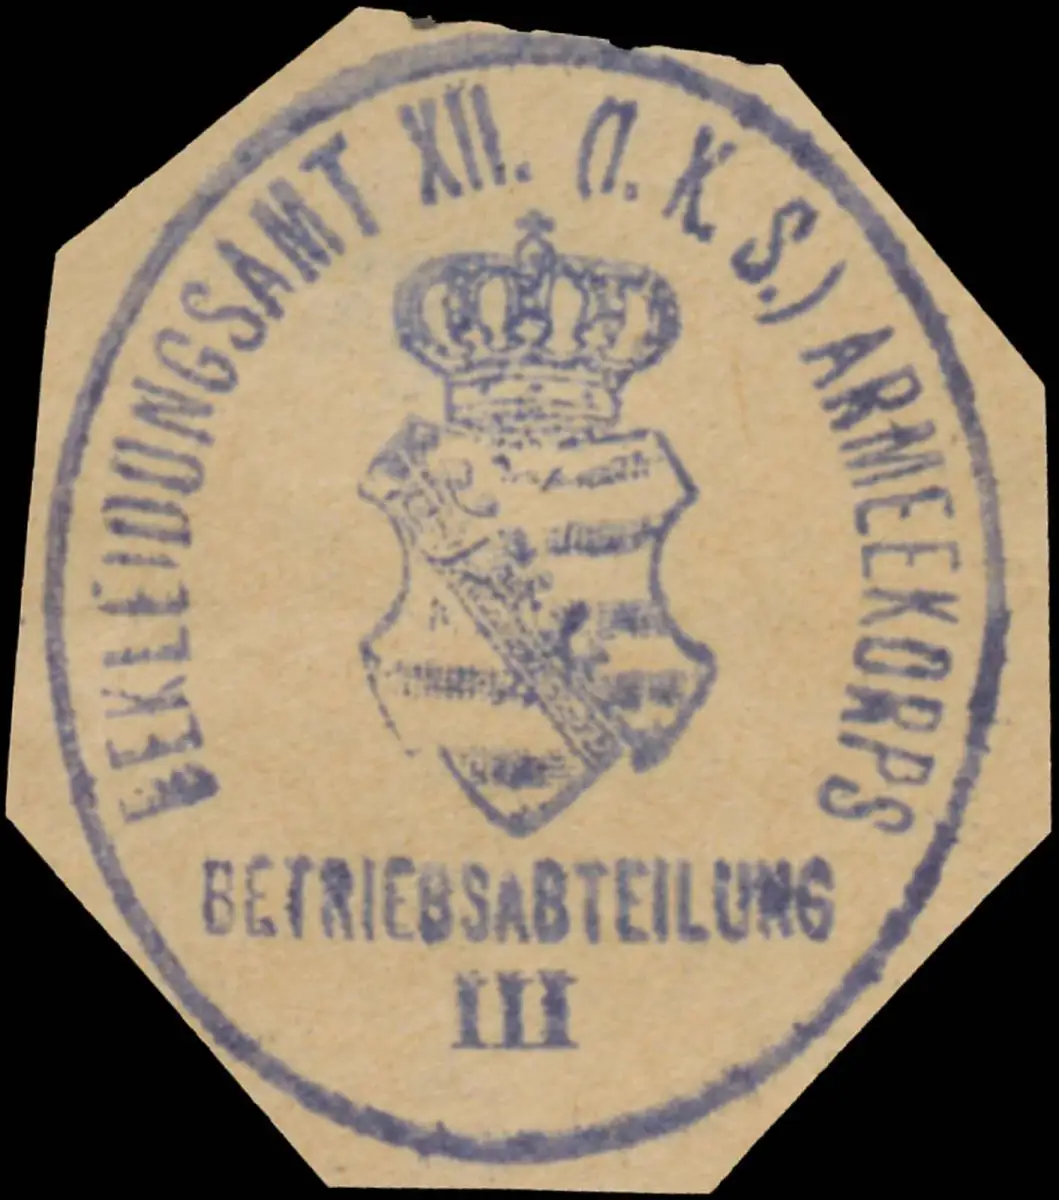 BEKLEIDUNGSAMT XII. (I. K. S.) ARMEEKORPS
BETRIEBSABTEILUNG
III